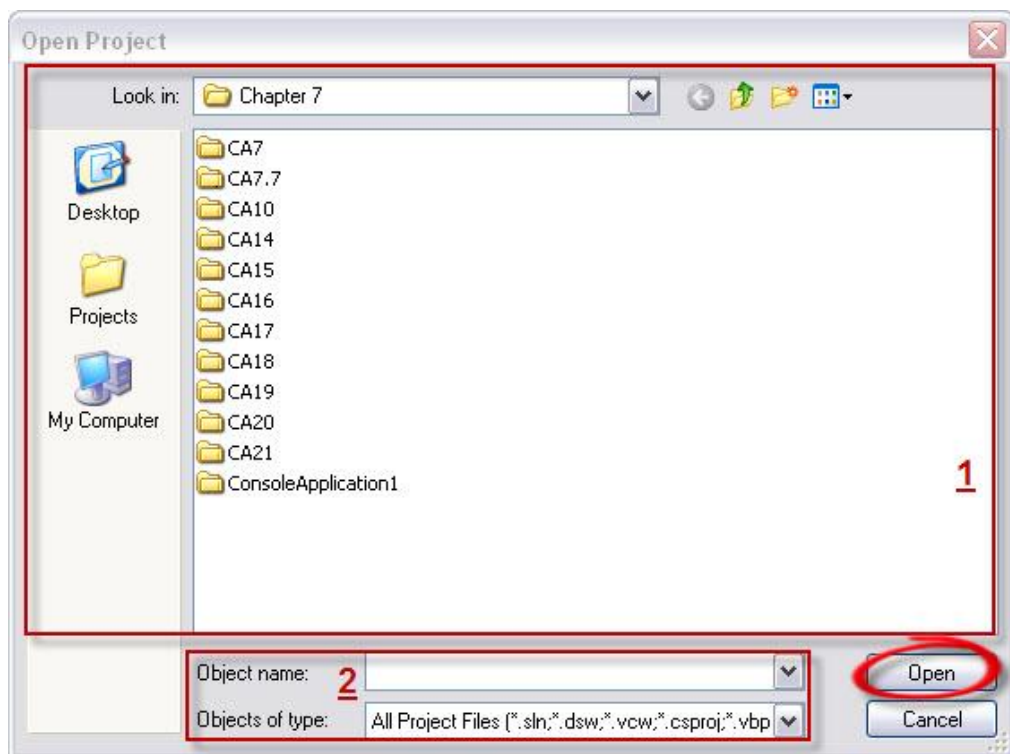 Open Project
Look in: Chapter 7
Desktop
Projects
My Computer
CA7
CA7.7
CA10
CA14
CA15
CA16
CA17
CA18
CA19
CA20
CA21
ConsoleApplication1
1
Object name:
2
Open
Objects of type: All Project Files (*.sln;*.dsw;*.vcw;*.csproj;*.vbp
Cancel